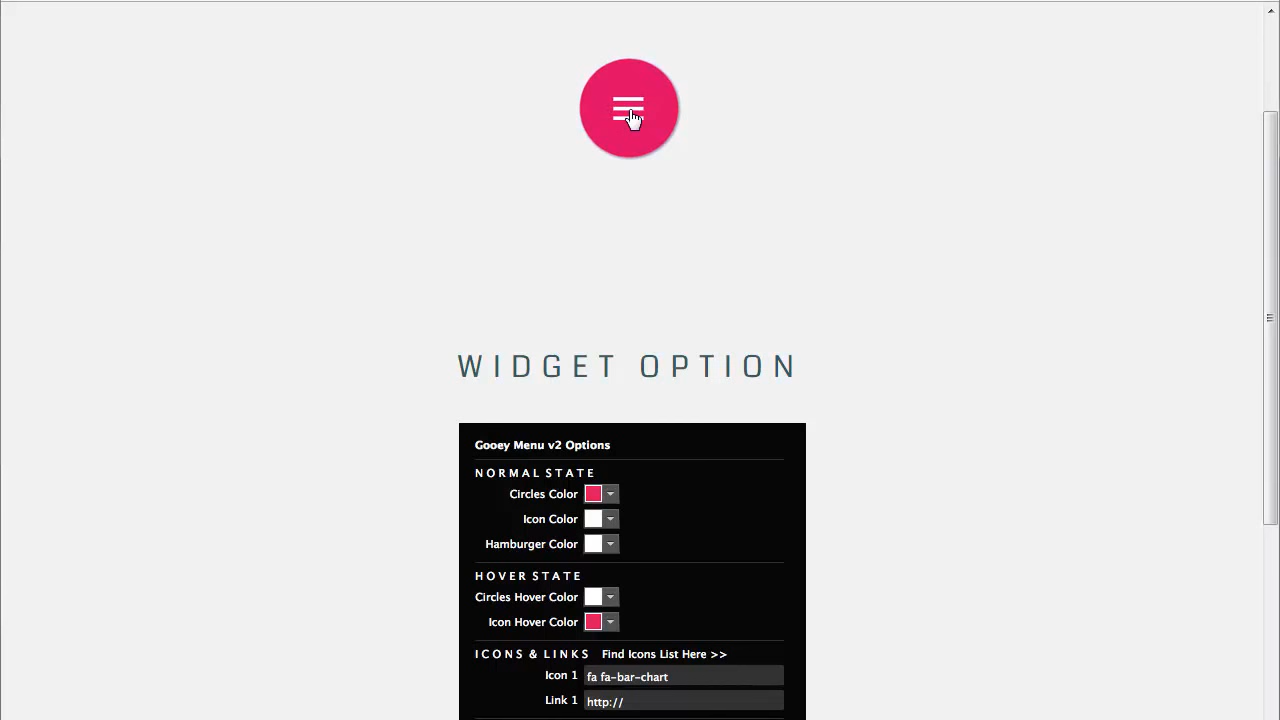 WIDGET OPTION
Gooey Menu v2 Options
NORMAL STATE
Circles Color
Icon Color
Hamburger Color
HOVER STATE
Circles Hover Color
Icon Hover Color
ICONS & LINKS Find Icons List Here >>
Icon 1 fa fa-bar-chart
Link 1 http://